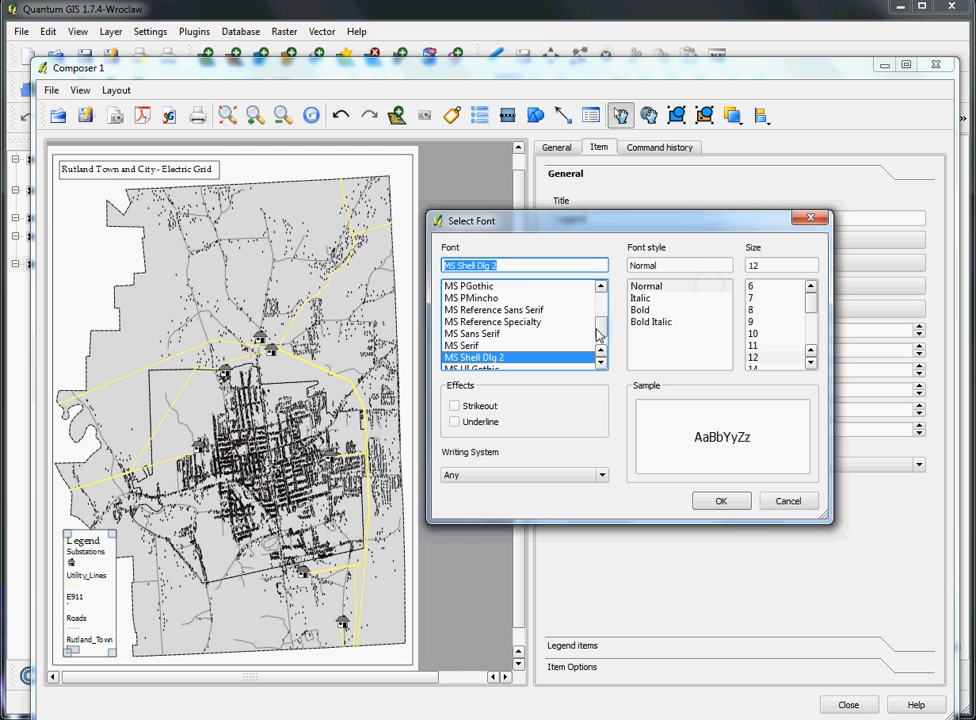 Quantum GIS 1.7.4-Wroclaw
File Edit View Layer Settings Plugins Database Raster Vector Help
Composer 1
File View Layout
General Item Command history
General
Title
Rutland Town and City - Electric Grid
Legend
Substations
Utility_Lines
E911
Roads
Rutland_Town
Select Font
Font
MS Shell Dlg 2
MS PGothic
MS PMincho
MS Reference Sans Serif
MS Reference Specialty
MS Sans Serif
MS Serif
MS Shell Dlg 2
MS UI Gothic
Font style
Normal
Normal
Italic
Bold
Bold Italic
Size
12
6
7
8
9
10
11
12
14
Effects
Strikeout
Underline
Writing System
Any
Sample
AaBbYyZz
OK Cancel
Legend items
Item Options
Close Help